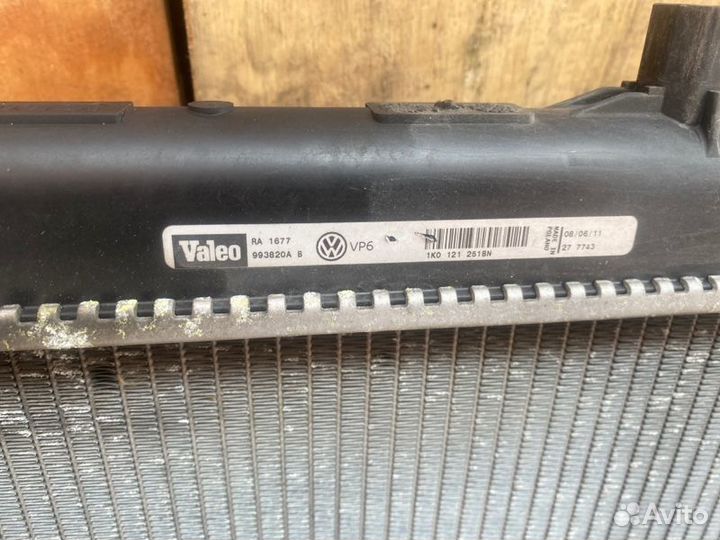 Valeo
RA 1677
993820A B
VP6
1K0 121 251BN
MADE IN
POLAND
08/06/11
27 7743
Avito